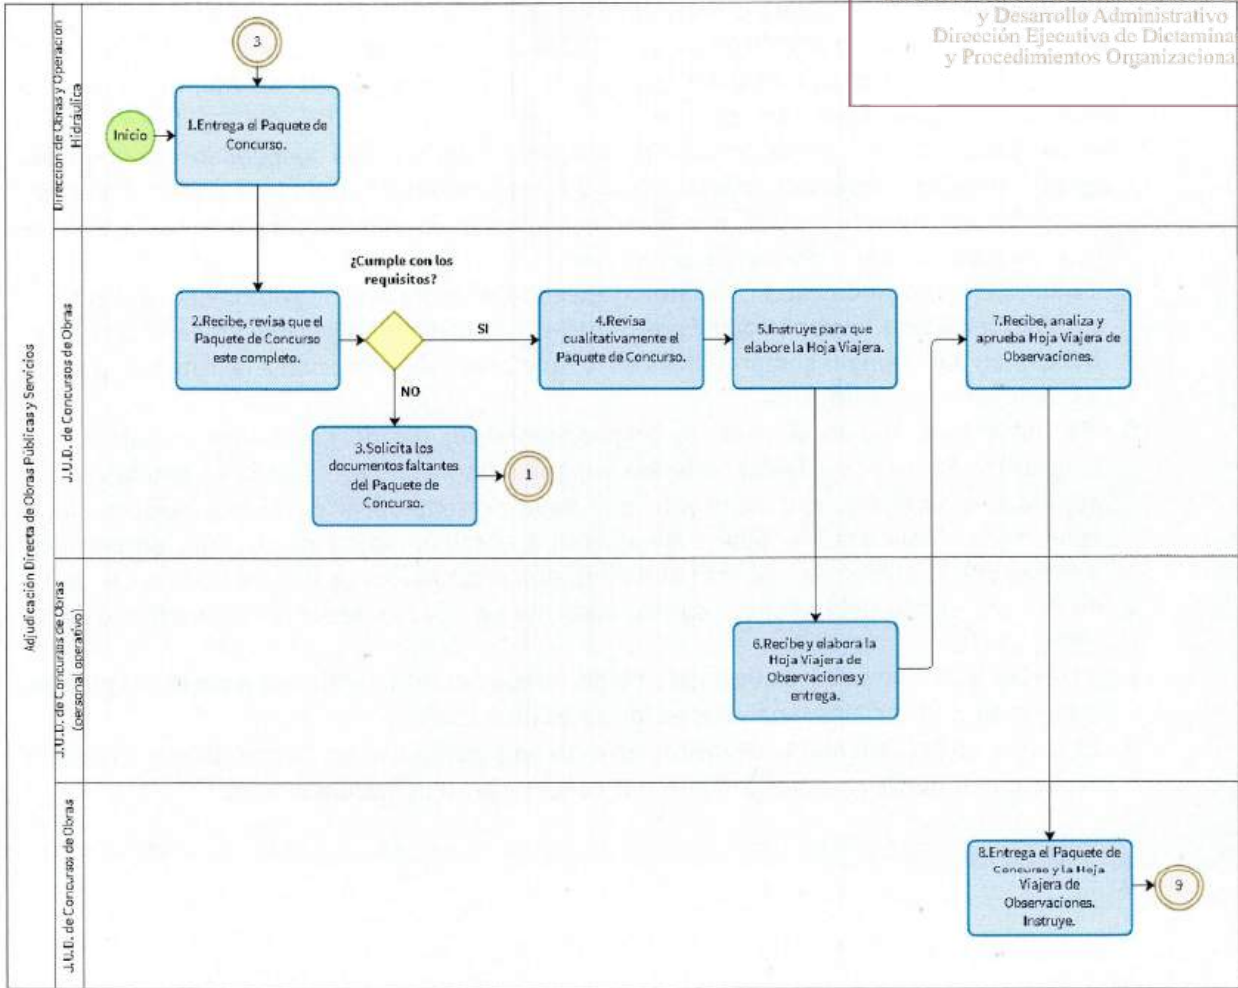 y Desarrollo Administrativo
Dirección Ejecutiva de Dictamina
y Procedimientos Organizaciona
Adjudicación Directa de Obras Públicas y Servicios
Dirección de Obras y Operación
Hidráulica
3
Inicio
1.Entrega el Paquete de
Concurso.
J.U.D. de Concursos de Obras
¿Cumple con los
requisitos?
2.Recibe, revisa que el
Paquete de Concurso
este completo.
SI
NO
4.Revisa
cualitativamente el
Paquete de Concurso.
5.Instruye para que
elabore la Hoja Viajera.
7.Recibe, analiza y
aprueba Hoja Viajera de
Observaciones.
3.Solicita los
documentos faltantes
del Paquete de
Concurso.
1
J.U.D. de Concursos de Obras
(personal operativo)
6.Recibe y elabora la
Hoja Viajera de
Observaciones y
entrega.
J.U.D. de Concursos de Obras
8.Entrega el Paquete de
Concurso y la Hoja
Viajera de
Observaciones.
Instruye.
9